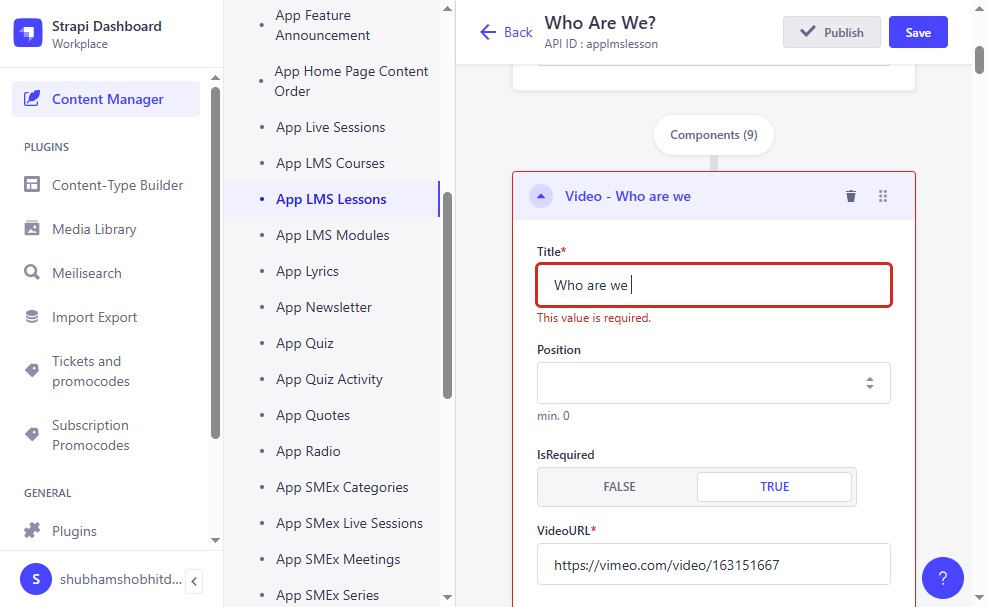 Strapi Dashboard
Workplace
Content Manager
PLUGINS
Content-Type Builder
Media Library
Meilisearch
Import Export
Tickets and
promocodes
Subscription
Promocodes
GENERAL
Plugins
S
shubhamshobhitd...
App Feature
Announcement
App Home Page Content
Order
App Live Sessions
App LMS Courses
App LMS Lessons
App LMS Modules
App Lyrics
App Newsletter
App Quiz
App Quiz Activity
App Quotes
App Radio
App SMEx Categories
App SMex Live Sessions
App SMEx Meetings
App SMEx Series
Back
Who Are We?
API ID : applmslesson
Publish
Save
Components (9)
Video - Who are we
Title*
Who are we
This value is required.
Position
min. 0
IsRequired
FALSE
TRUE
VideoURL*
https://vimeo.com/video/163151667
?